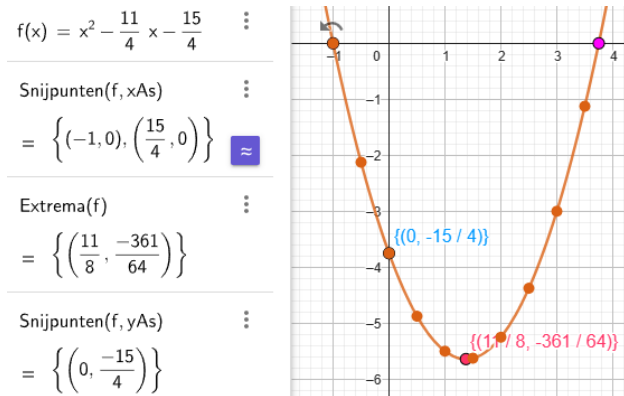 f(x) = x² − 11/4 x − 15/4
Snijpunten(f, xAs)
= {(−1, 0), (15/4, 0)}
≈
Extrema(f)
= {(11/8, −361/64)}
Snijpunten(f, yAs)
= {(0, −15/4)}
−1 0 1 2 3 4
−1
−2
−3
{(0, -15 / 4)}
−4
−5
{(11 / 8, -361 / 64)}
−6